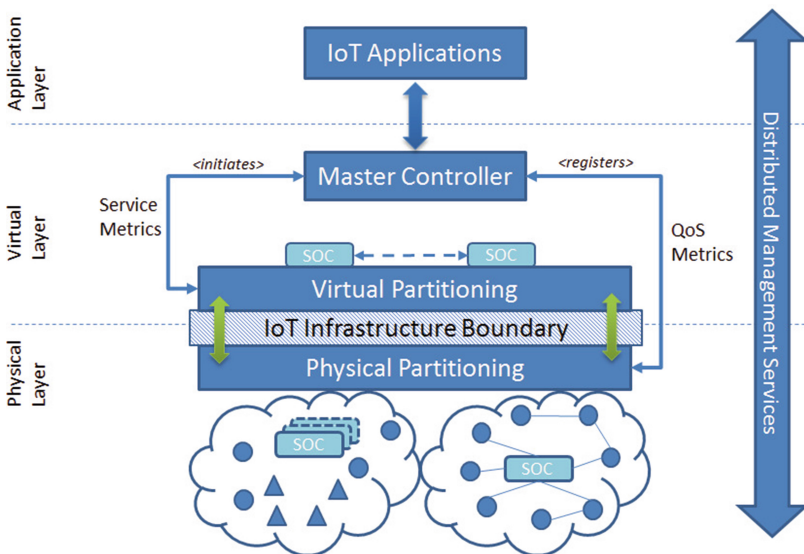 Application
Layer
IoT Applications
<initiates>
<registers>
Master Controller
Virtual
Layer
Service
Metrics
QoS
Metrics
SOC
SOC
Virtual Partitioning
IoT Infrastructure Boundary
Physical
Layer
Physical Partitioning
SOC
SOC
Distributed Management Services